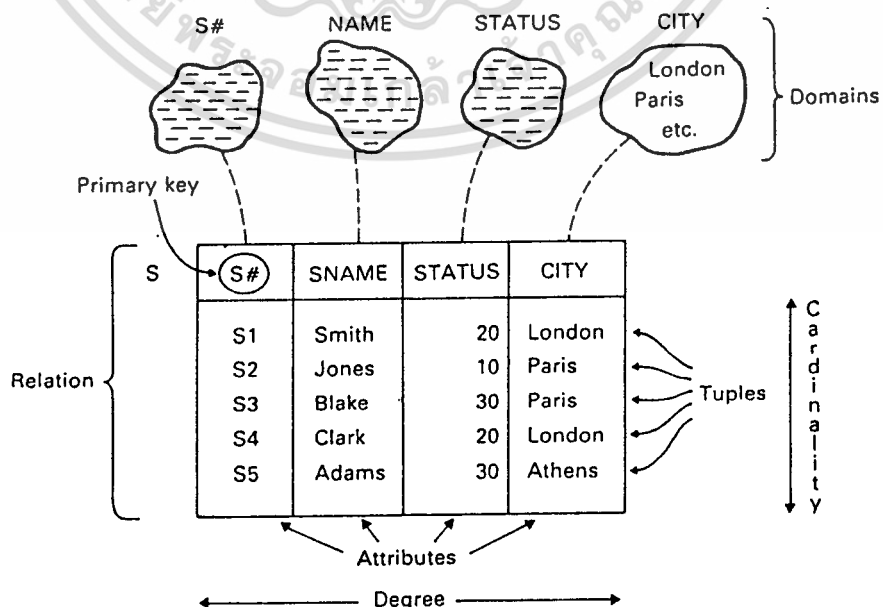 S# NAME STATUS CITY
London
Paris
etc.
Domains
Primary key
S S# SNAME STATUS CITY
S1 Smith 20 London
S2 Jones 10 Paris
S3 Blake 30 Paris
S4 Clark 20 London
S5 Adams 30 Athens
Relation
Tuples
Cardinality
Attributes
Degree